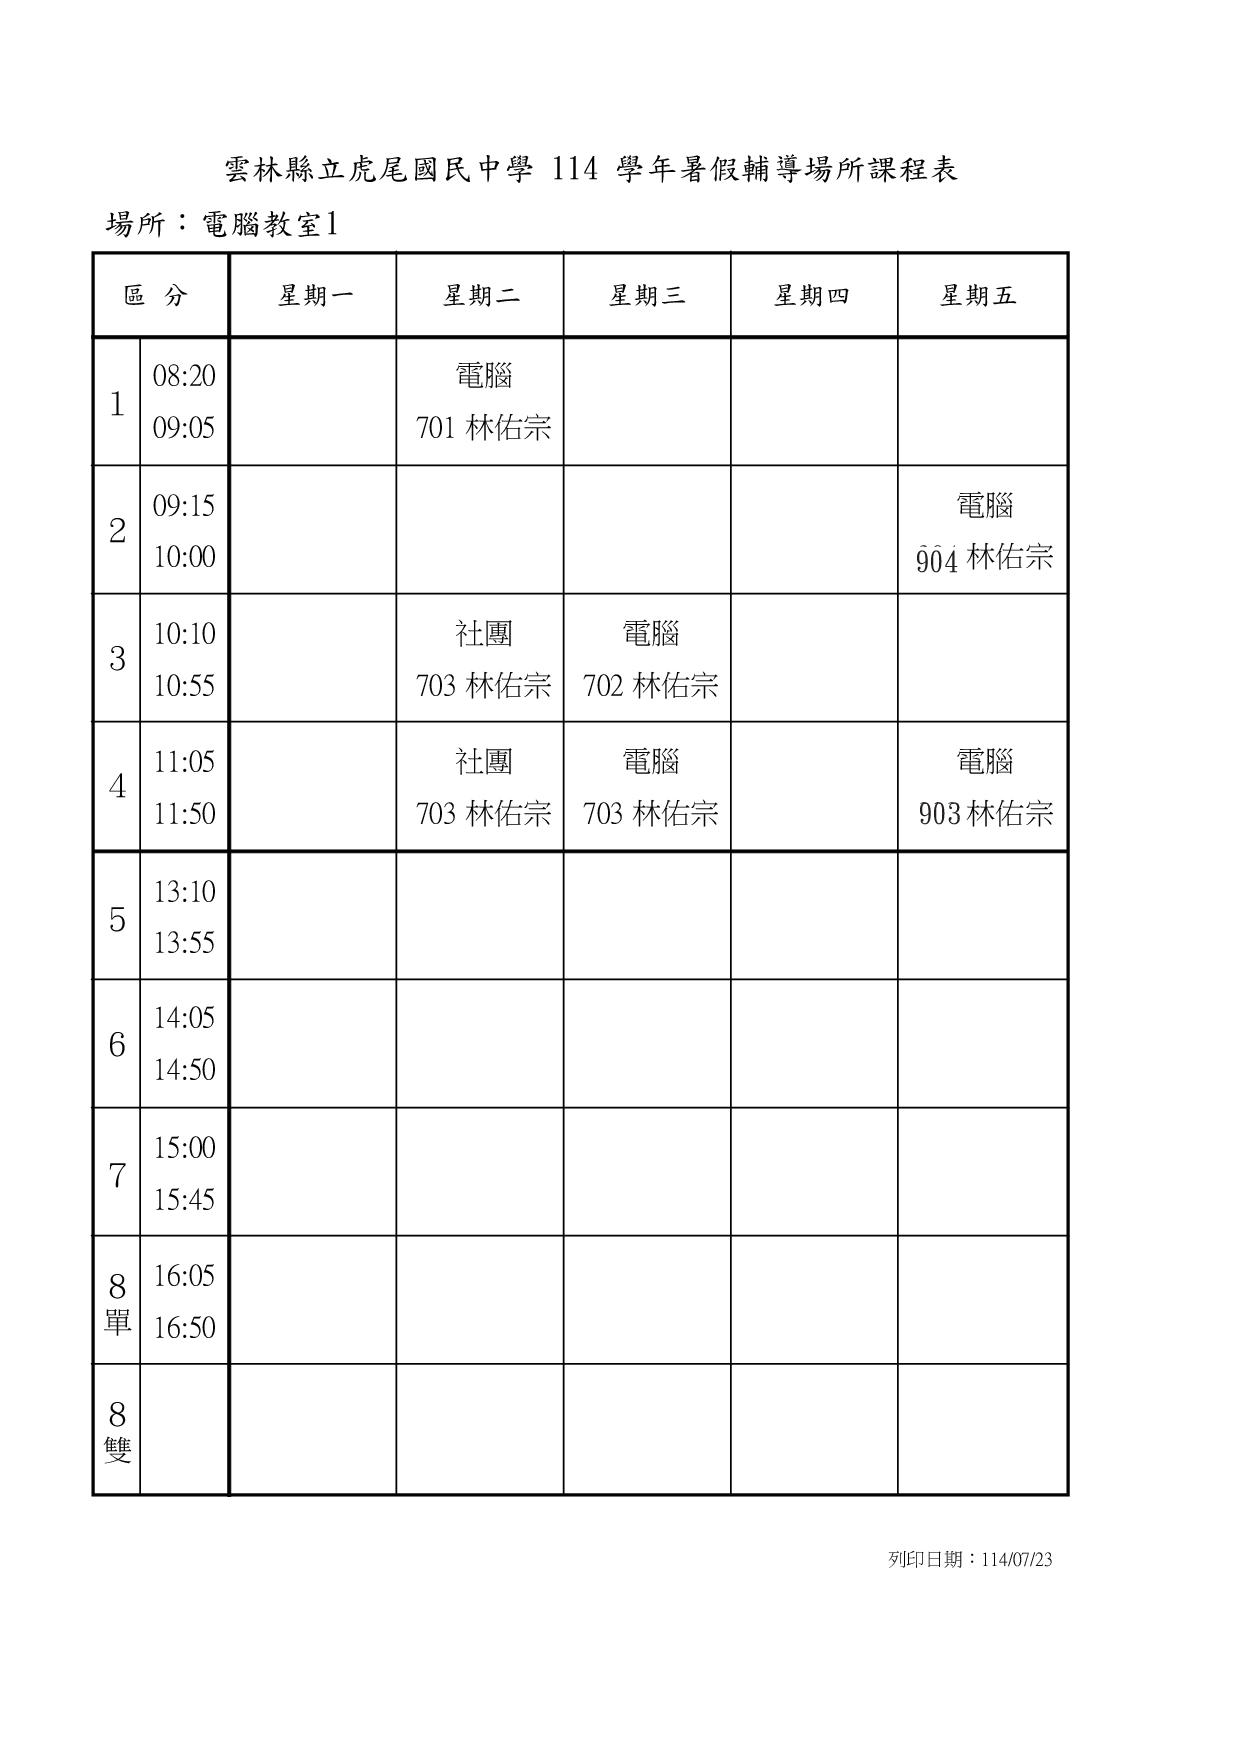 雲林縣立虎尾國民中學 114 學年暑假輔導場所課程表
場所：電腦教室1
區 分 星期一 星期二 星期三 星期四 星期五
1
08:20
09:05
電腦
701 林佑宗
2
09:15
10:00
電腦
904 林佑宗
3
10:10
10:55
社團
703 林佑宗
電腦
702 林佑宗
4
11:05
11:50
社團
703 林佑宗
電腦
703 林佑宗
電腦
903 林佑宗
5
13:10
13:55
6
14:05
14:50
7
15:00
15:45
8
單
16:05
16:50
8
雙
列印日期：114/07/23